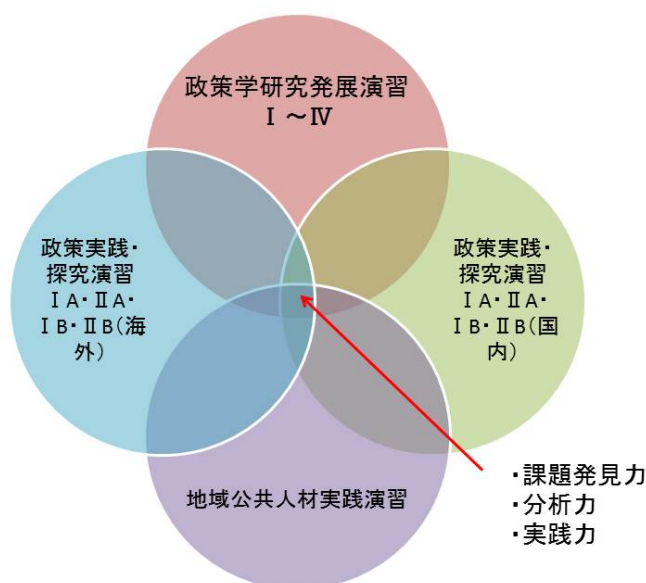 政策学研究発展演習
Ⅰ ～Ⅳ
政策実践・
探究演習
ⅠA・ⅡA・
ⅠB・ⅡB(海
外)
政策実践・
探究演習
ⅠA・ⅡA・
ⅠB・ⅡB(国
内)
地域公共人材実践演習
・課題発見力
・分析力
・実践力